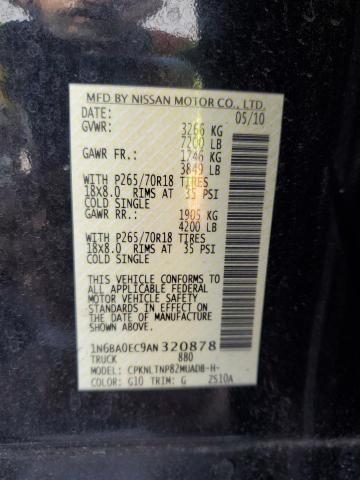 MFD BY NISSAN MOTOR CO., LTD.
DATE: 05/10
GVWR: 3266 KG
7200 LB
GAWR FR.: 1746 KG
3849 LB
WITH P265/70R18 TIRES
18x8.0 RIMS AT 35 PSI
COLD SINGLE
GAWR RR.: 1905 KG
4200 LB
WITH P265/70R18 TIRES
18x8.0 RIMS AT 35 PSI
COLD SINGLE
THIS VEHICLE CONFORMS TO
ALL APPLICABLE FEDERAL
MOTOR VEHICLE SAFETY
STANDARDS IN EFFECT ON
THE DATE OF MANUFACTURE
SHOWN ABOVE.
1N6BA0EC9AN320878
TRUCK 880
MODEL: CPKNLTNP82MUADB-H-
COLOR: G10 TRIM: G ZS10A